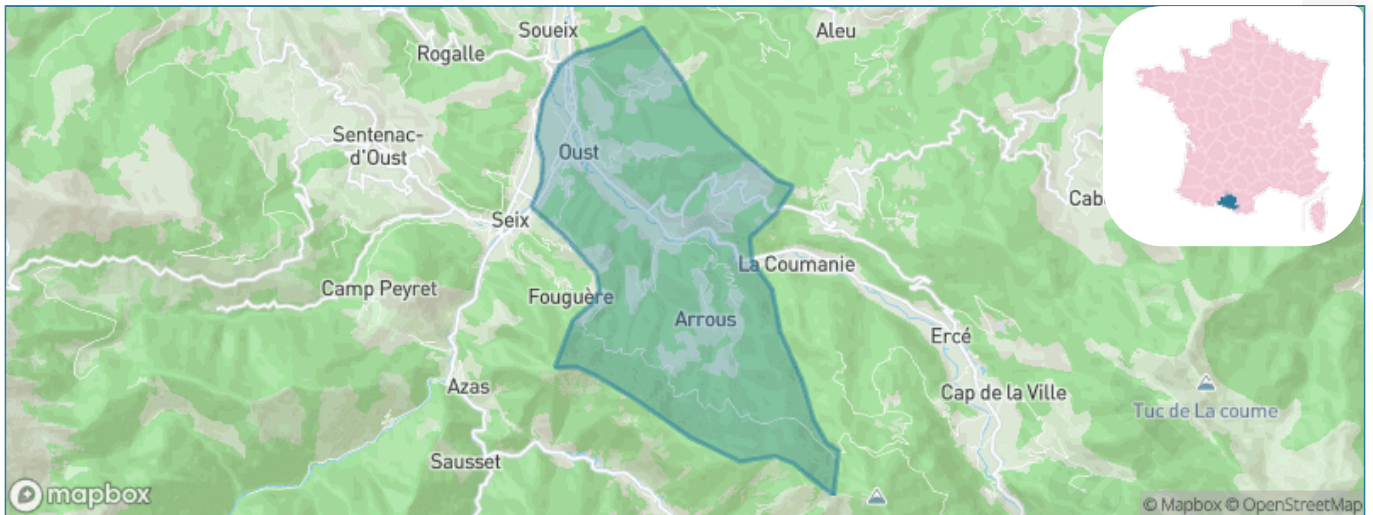 Soueix
Aleu
Rogalle
Sentenac-
d'Oust
Oust
Cab
Seix
La Coumanie
Camp Peyret
Fouguère
Arrous
Ercé
Azas
Cap de la Ville
Tuc de La coume
Sausset
mapbox
© Mapbox © OpenStreetMap